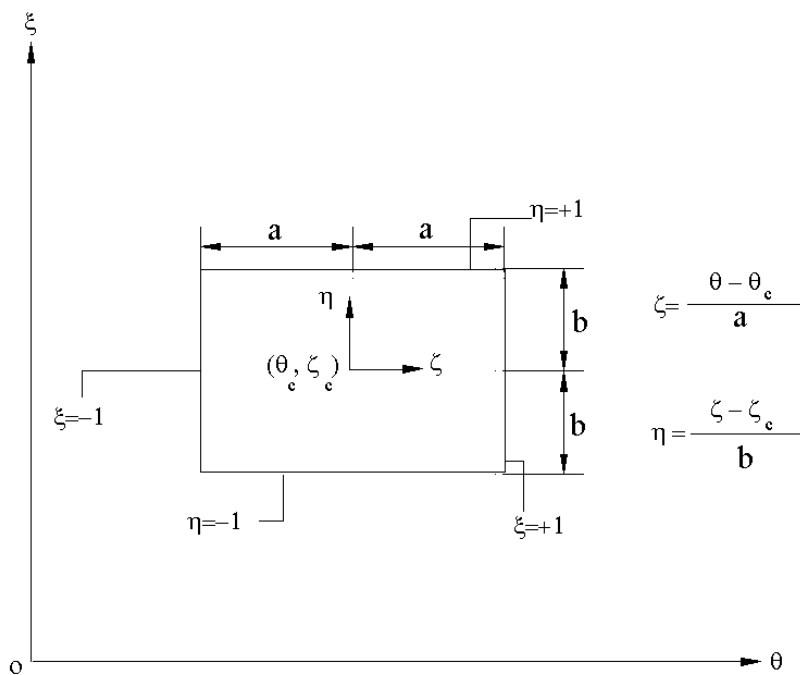 ξ
η=+1
a a
η
b
ζ= θ − θc / a
(θc, ζc) ζ
ξ=−1
b
η = ζ − ζc / b
η=−1
ξ=+1
o
θ